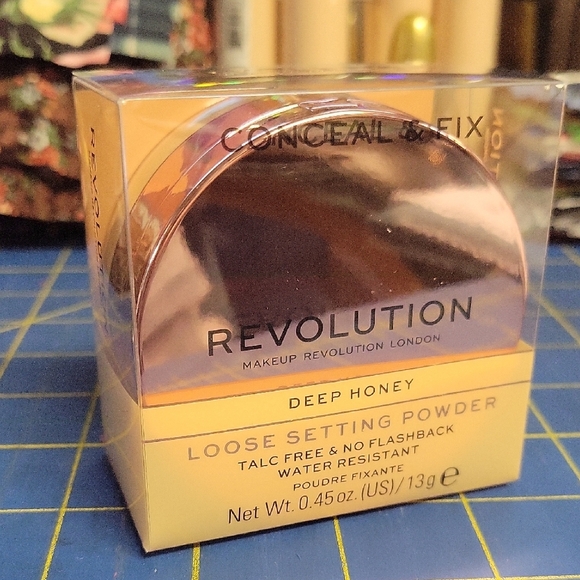 CONCEAL & FIX
REVOLUTION
MAKEUP REVOLUTION LONDON
DEEP HONEY
LOOSE SETTING POWDER
TALC FREE & NO FLASHBACK
WATER RESISTANT
POUDRE FIXANTE
Net Wt. 0.45 oz. (US) / 13g ℮
REVOLUTION